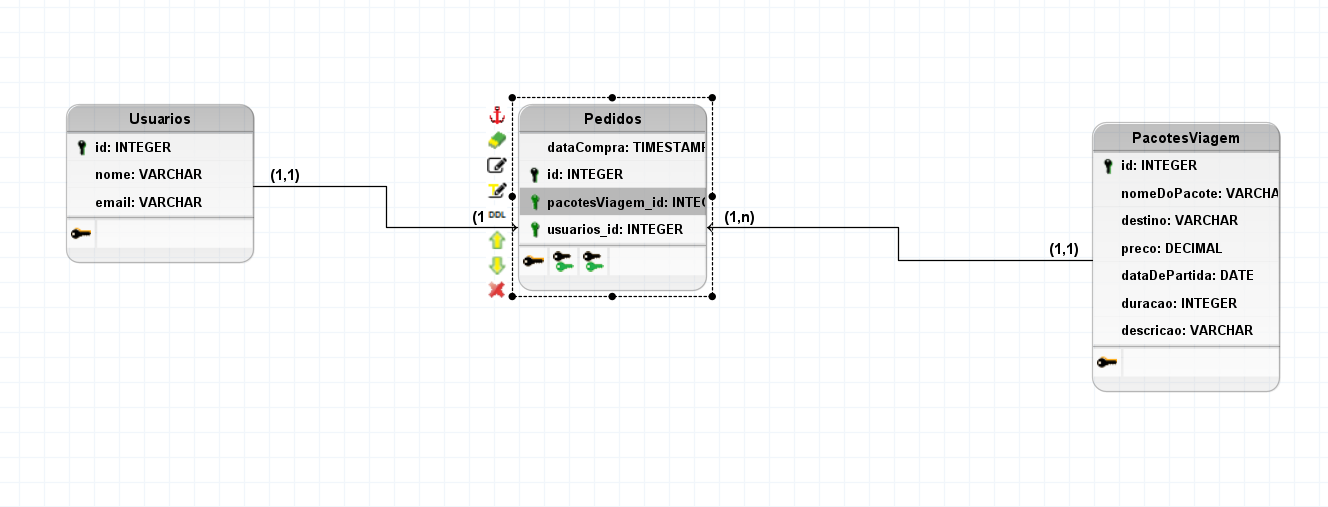 Usuarios
id: INTEGER
nome: VARCHAR
email: VARCHAR
(1,1)
(1
DDL
Pedidos
dataCompra: TIMESTAMP
id: INTEGER
pacotesViagem_id: INTEG
usuarios_id: INTEGER
(1,n)
(1,1)
PacotesViagem
id: INTEGER
nomeDoPacote: VARCHA
destino: VARCHAR
preco: DECIMAL
dataDePartida: DATE
duracao: INTEGER
descricao: VARCHAR